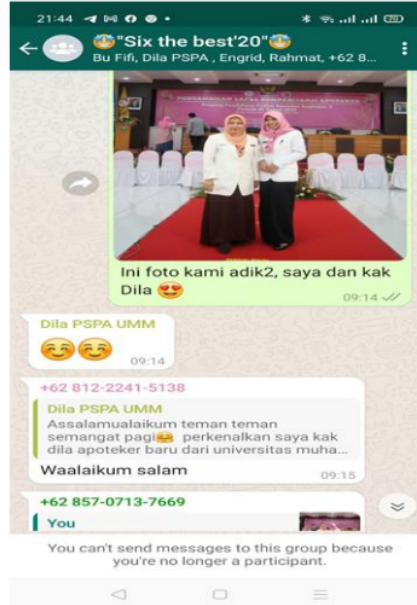 21:44
"Six the best'20"
Bu Fifi, Dila PSPA , Engrid, Rahmat, +62 8...
Ini foto kami adik2, saya dan kak
Dila 😍
09:14
Dila PSPA UMM
☺️☺️
09:14
+62 812-2241-5138
Dila PSPA UMM
Assalamualaikum teman teman
semangat pagi🤗 perkenalkan saya kak
dila apoteker baru dari universitas muha...
Waalaikum salam
09:15
+62 857-0713-7669
You
You can't send messages to this group because
you're no longer a participant.